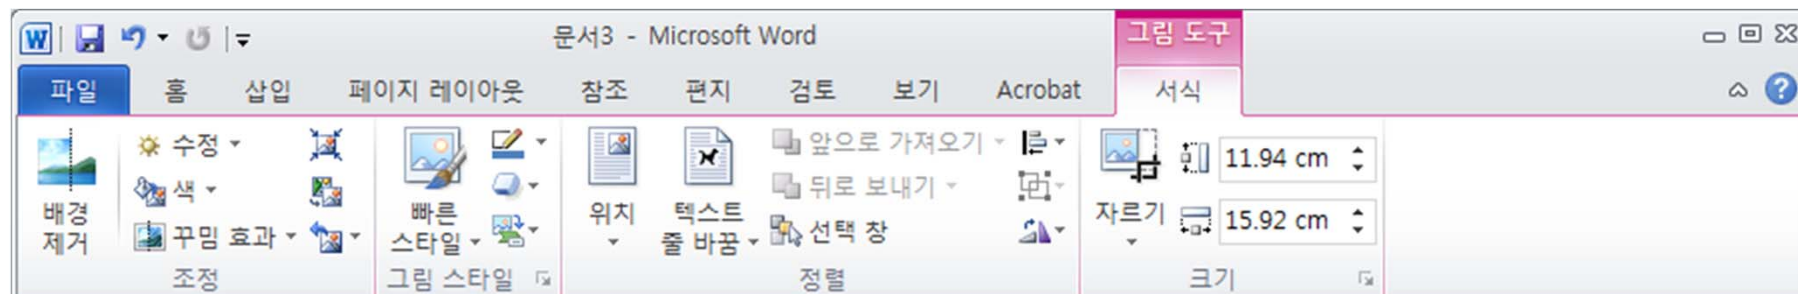 W
문서3 - Microsoft Word
그림 도구
파일 홈 삽입 페이지 레이아웃 참조 편지 검토 보기 Acrobat 서식
배경
제거
수정
색
꾸밈 효과
조정
빠른
스타일
그림 스타일
위치
텍스트
줄 바꿈
앞으로 가져오기
뒤로 보내기
선택 창
정렬
자르기
11.94 cm
15.92 cm
크기